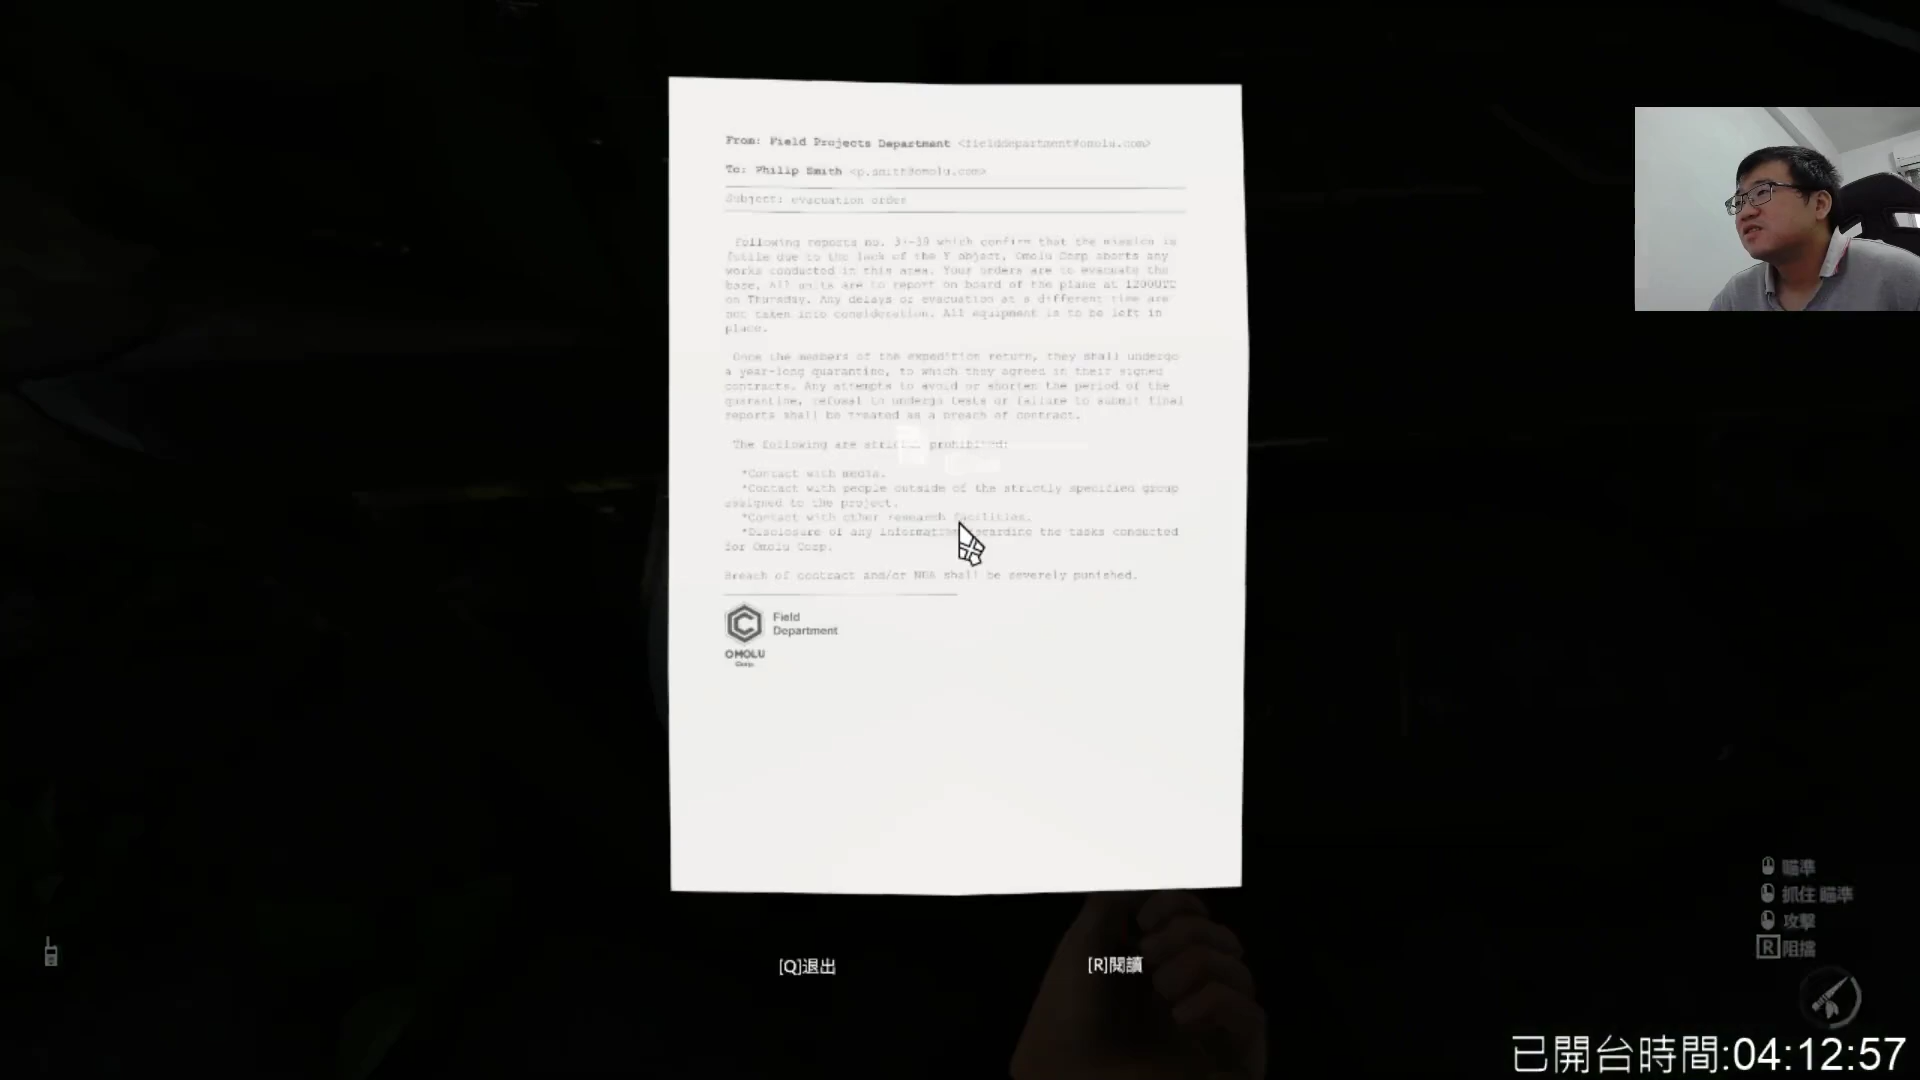 From: Field Projects Department <fielddepartment@omolu.com>
To: Philip Smith <p.smith@omolu.com>
Subject: evacuation order
Following reports no. which confirm that the mission is
futile due to the lack of the Y object, Omolu Corp aborts any
works conducted in this area. Your orders are to evacuate the
base. All units are to report on board of the plane at 1200UTC
on Thursday. Any delays or evacuation at a different time are
not taken into consideration. All equipment is to be left in
place.
Once the members of the expedition return, they shall undergo
a year-long quarantine, to which they agreed in their signed
contracts. Any attempts to avoid or shorten the period of the
quarantine, refusal to undergo tests or failure to submit final
reports shall be treated as a breach of contract.
The following are strictly prohibited:
*Contact with media.
*Contact with people outside of the strictly specified group
assigned to the project.
*Contact with other research facilities.
*Disclosure of any information regarding the tasks conducted
for Omolu Corp.
Breach of contract and/or NDA shall be severely punished.
Field
Department
OMOLU
Corp.
[Q]退出
[R]閱讀
瞄準
抓住 瞄準
攻擊
R 阻擋
已開台時間:04:12:57